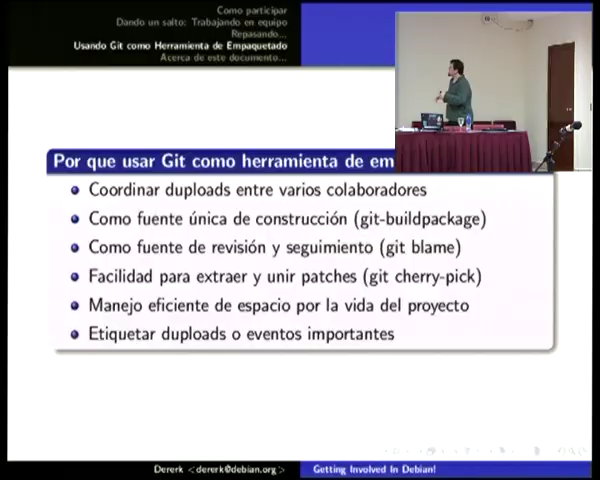 Como participar
Dando un salto: Trabajando en equipo
Repasando...
Usando Git como Herramienta de Empaquetado
Acerca de este documento...
Por que usar Git como herramienta de em
Coordinar duploads entre varios colaboradores
Como fuente única de construcción (git-buildpackage)
Como fuente de revisión y seguimiento (git blame)
Facilidad para extraer y unir patches (git cherry-pick)
Manejo eficiente de espacio por la vida del proyecto
Etiquetar duploads o eventos importantes
Dererk <dererk@debian.org>
Getting Involved In Debian!